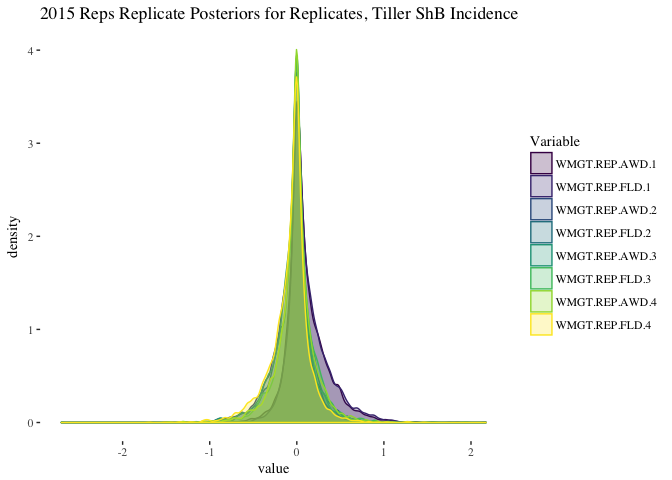 2015 Reps Replicate Posteriors for Replicates, Tiller ShB Incidence
4
3
2
1
0
density
-2
-1
0
1
2
value
Variable
WMGT.REP.AWD.1
WMGT.REP.FLD.1
WMGT.REP.AWD.2
WMGT.REP.FLD.2
WMGT.REP.AWD.3
WMGT.REP.FLD.3
WMGT.REP.AWD.4
WMGT.REP.FLD.4